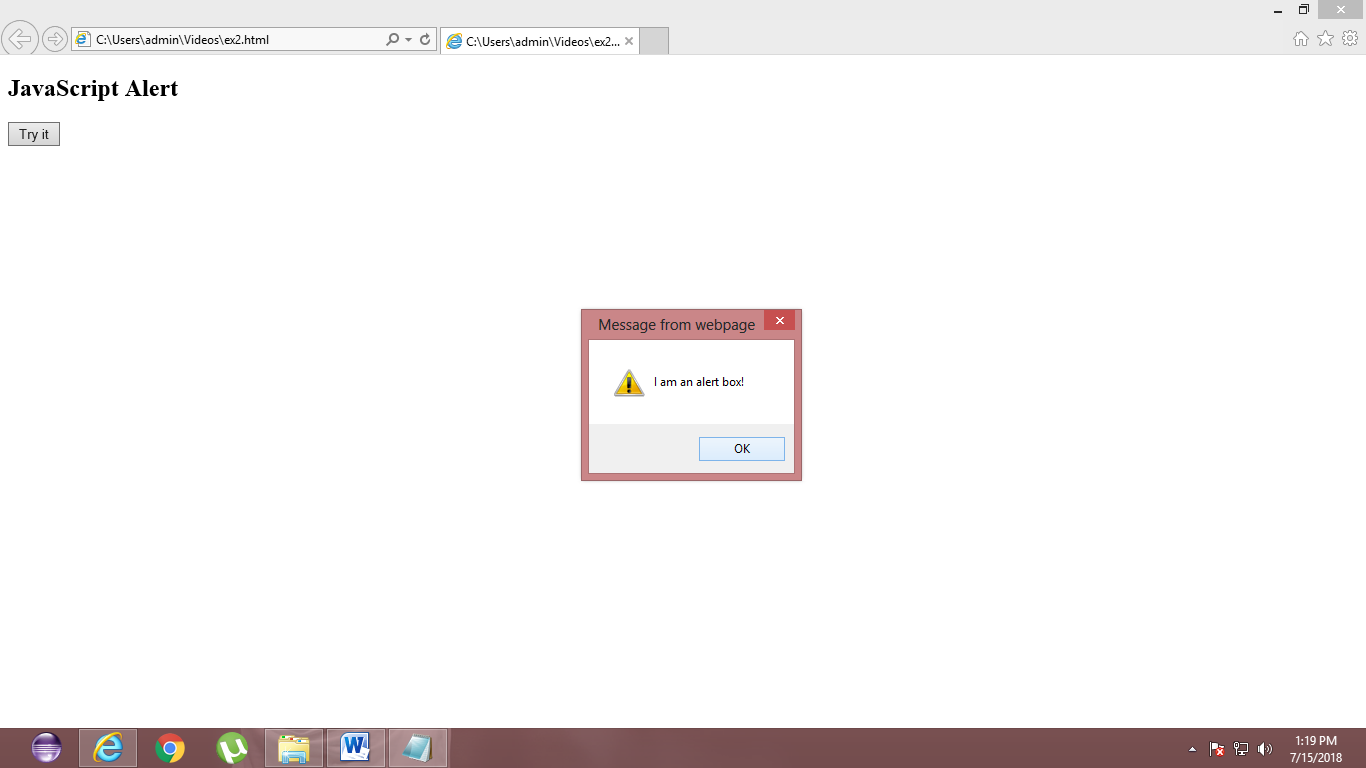 C:\Users\admin\Videos\ex2.html
C:\Users\admin\Videos\ex2...
JavaScript Alert
Try it
Message from webpage
I am an alert box!
OK
1:19 PM
7/15/2018